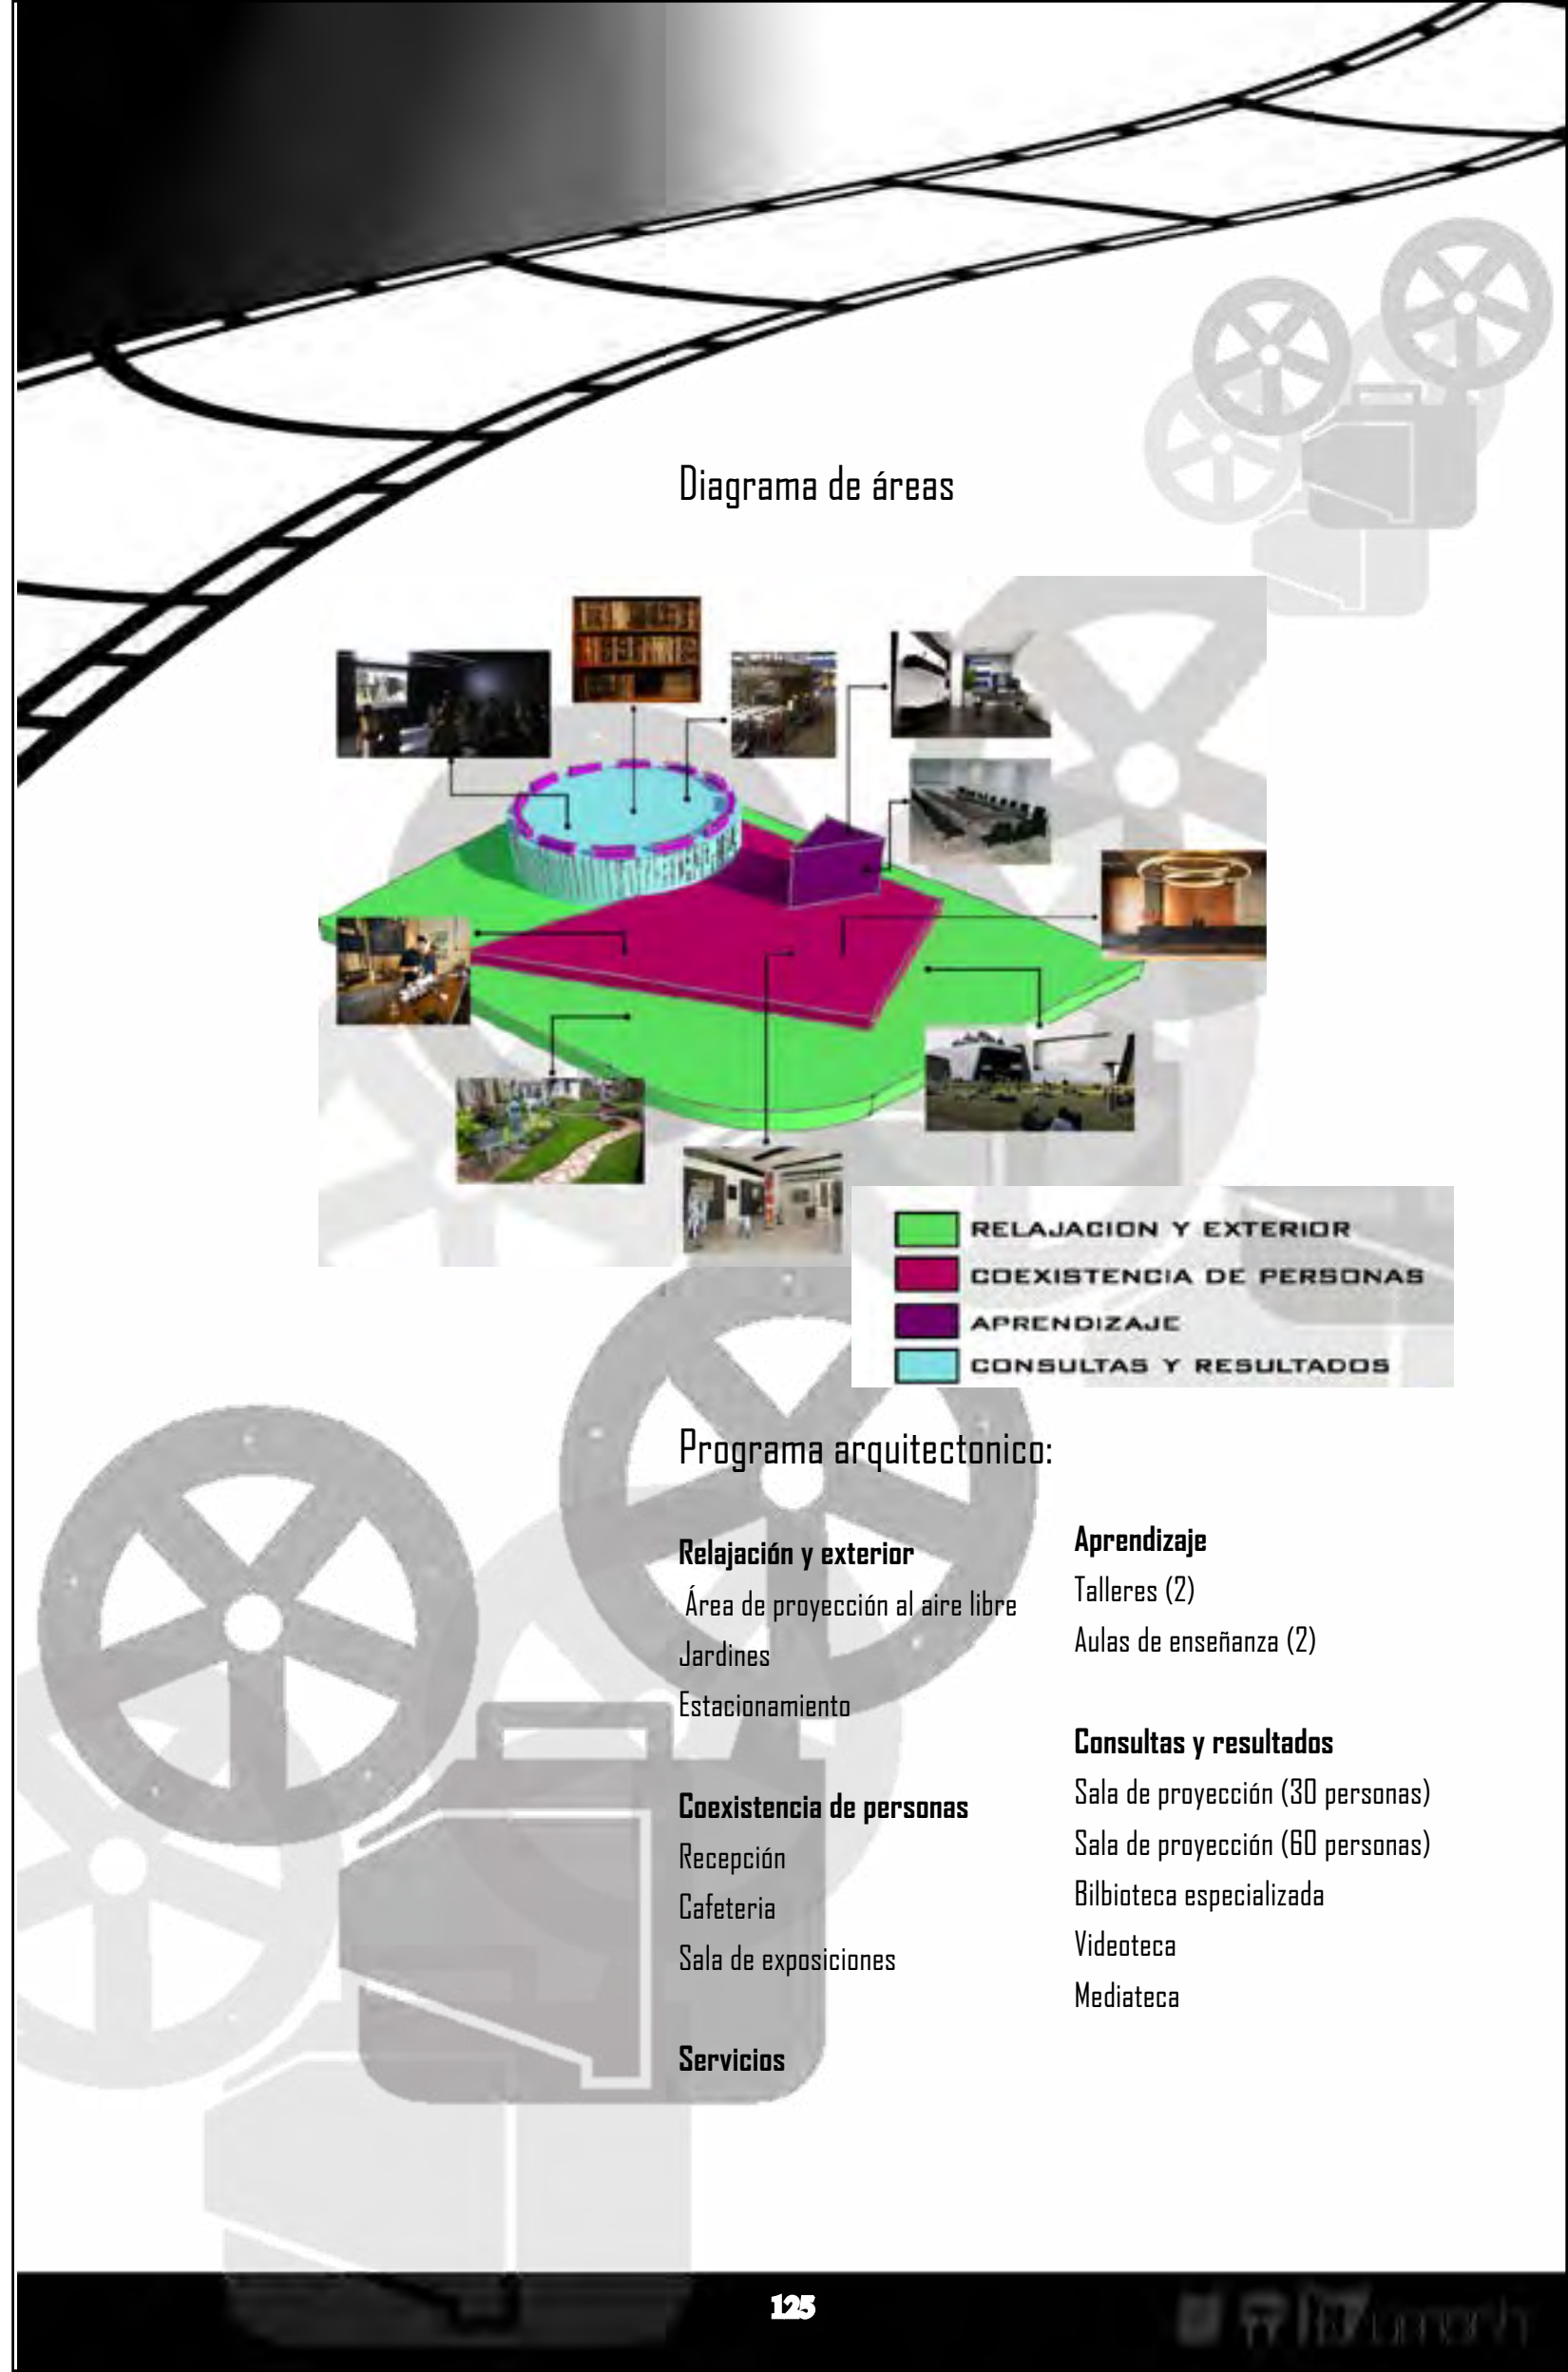 Diagrama de áreas
RELAJACION Y EXTERIOR
COEXISTENCIA DE PERSONAS
APRENDIZAJE
CONSULTAS Y RESULTADOS
Programa arquitectonico:
Relajación y exterior
Área de proyección al aire libre
Jardines
Estacionamiento
Coexistencia de personas
Recepción
Cafeteria
Sala de exposiciones
Servicios
Aprendizaje
Talleres (2)
Aulas de enseñanza (2)
Consultas y resultados
Sala de proyección (30 personas)
Sala de proyección (60 personas)
Bilbioteca especializada
Videoteca
Mediateca
125